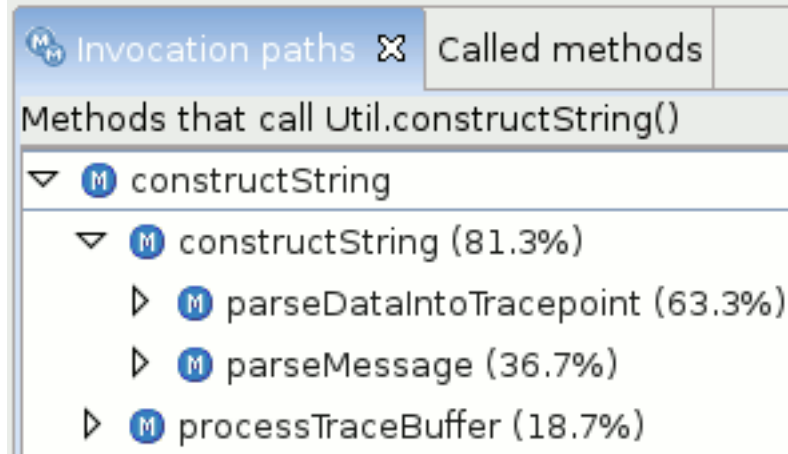 Invocation paths Called methods
Methods that call Util.constructString()
M constructString
M constructString (81.3%)
M parseDataIntoTracepoint (63.3%)
M parseMessage (36.7%)
M processTraceBuffer (18.7%)